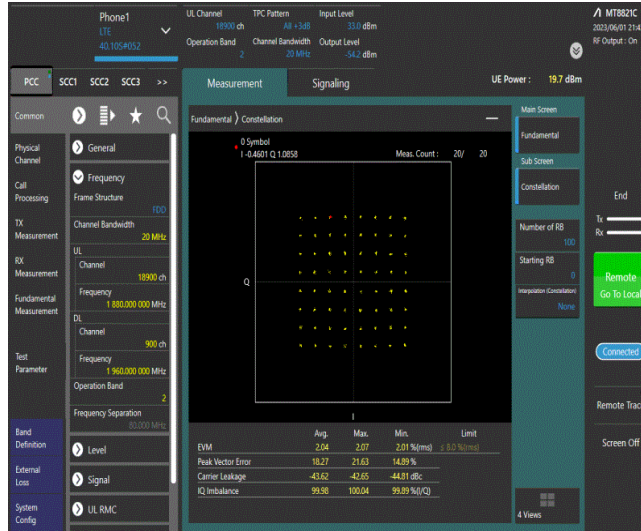 Phone1
LTE
40.10S#052
UL Channel
18900 ch
TPC Pattern
All +3dB
Input Level
33.0 dBm
Operation Band
2
Channel Bandwidth
20 MHz
Output Level
-54.2 dBm
MT8821C
2023/06/01 21:4
RF Output : On
PCC
SCC1
SCC2
SCC3
>>
Measurement
Signaling
UE Power : 19.7 dBm
Common
Physical
Channel
Call
Processing
TX
Measurement
RX
Measurement
Fundamental
Measurement
Test
Parameter
Band
Definition
External
Loss
System
Config
General
Frequency
Frame Structure
FDD
Channel Bandwidth
20 MHz
UL
Channel
18900 ch
Frequency
1 880.000 000 MHz
DL
Channel
900 ch
Frequency
1 960.000 000 MHz
Operation Band
2
Frequency Separation
80.000 MHz
Level
Signal
UL RMC
Fundamental ⟩ Constellation
0 Symbol
I -0.4601 Q 1.0858
Meas. Count : 20/ 20
Q
I
Avg. Max. Min. Limit
EVM 2.04 2.07 2.01 %(rms) ≤ 8.0 %(rms)
Peak Vector Error 18.27 21.63 14.89 %
Carrier Leakage -43.62 -42.65 -44.81 dBc
IQ Imbalance 99.98 100.04 99.89 %(I/Q)
Main Screen
Fundamental
Sub Screen
Constellation
Number of RB
100
Starting RB
0
Interpolation (Constellation)
None
4 Views
End
Tx
Rx
Remote
Go To Local
Connected
Remote Trac
Screen Off